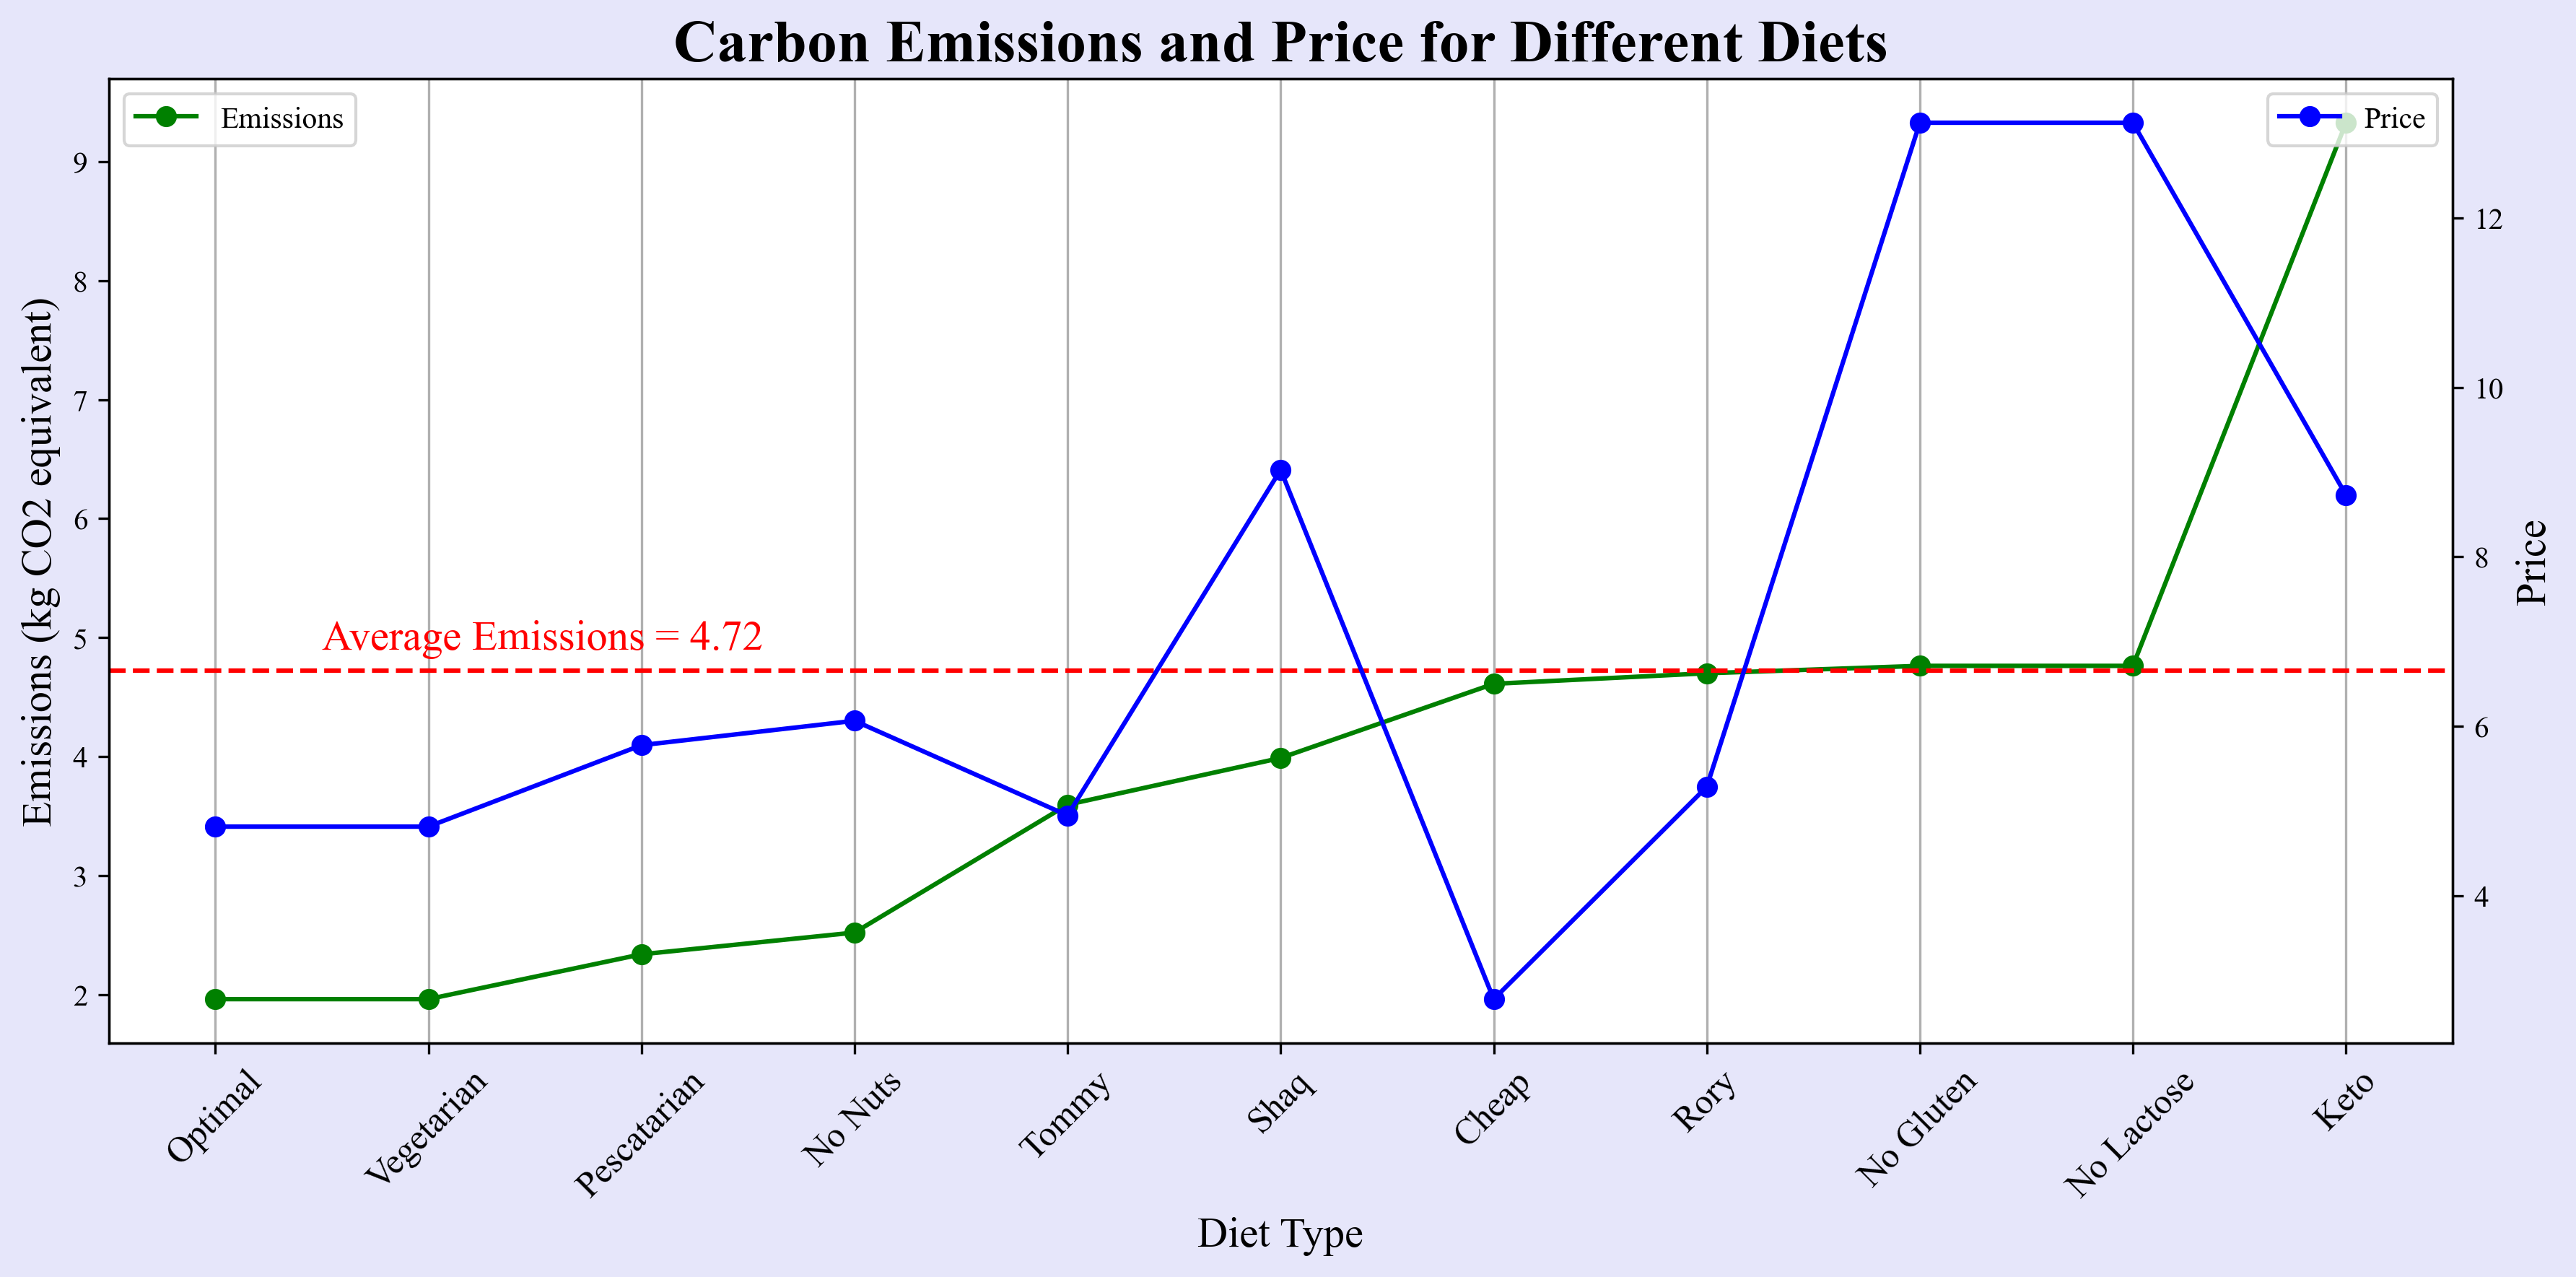 Carbon Emissions and Price for Different Diets
Emissions
Price
Emissions (kg CO2 equivalent)
9
8
7
6
5
4
3
2
Average Emissions = 4.72
12
10
8
6
4
Price
Optimal
Vegetarian
Pescatarian
No Nuts
Tommy
Shaq
Cheap
Rory
No Gluten
No Lactose
Keto
Diet Type